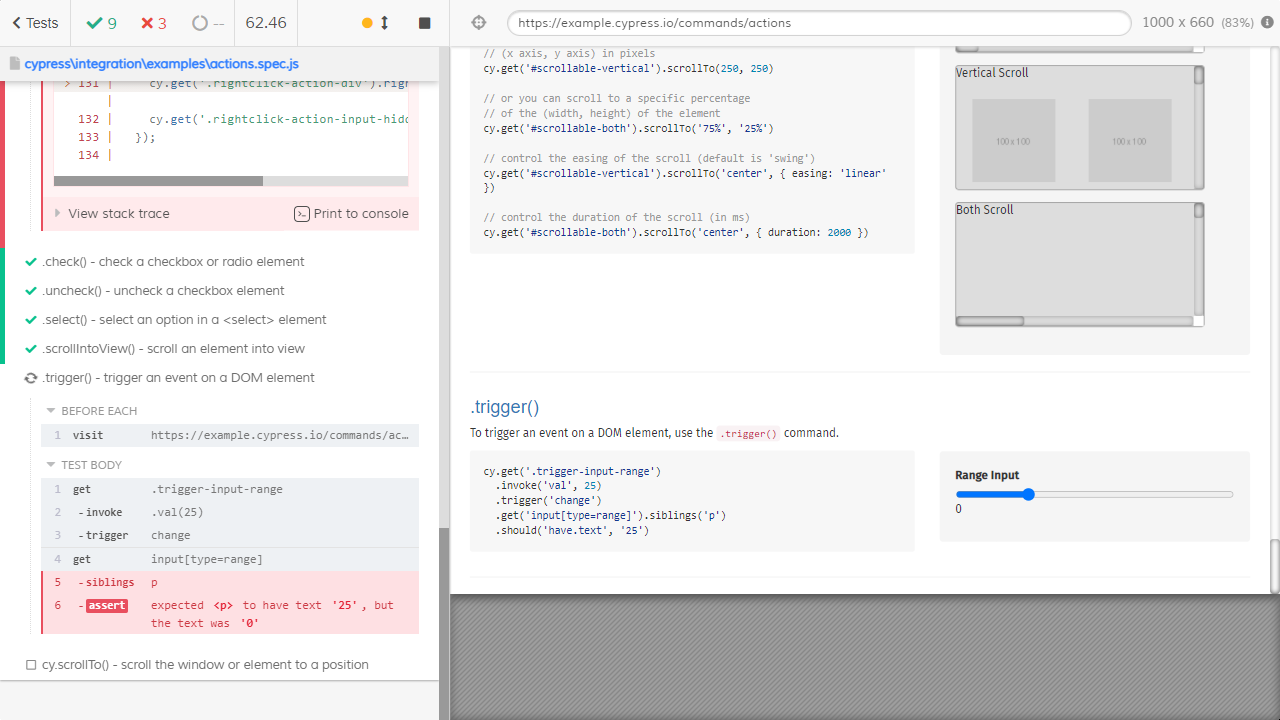 Tests
9
3
--
62.46
https://example.cypress.io/commands/actions
1000 x 660 (83%)
cypress\integration\examples\actions.spec.js
> 131 | cy.get('.rightclick-action-div').righ
|
132 | cy.get('.rightclick-action-input-hidd
133 | });
134 |
View stack trace
Print to console
.check() - check a checkbox or radio element
.uncheck() - uncheck a checkbox element
.select() - select an option in a <select> element
.scrollIntoView() - scroll an element into view
.trigger() - trigger an event on a DOM element
BEFORE EACH
1 visit https://example.cypress.io/commands/ac…
TEST BODY
1 get .trigger-input-range
2 -invoke .val(25)
3 -trigger change
4 get input[type=range]
5 -siblings p
6 -assert expected <p> to have text '25', but
the text was '0'
cy.scrollTo() - scroll the window or element to a position
// (x axis, y axis) in pixels
cy.get('#scrollable-vertical').scrollTo(250, 250)
// or you can scroll to a specific percentage
// of the (width, height) of the element
cy.get('#scrollable-both').scrollTo('75%', '25%')
// control the easing of the scroll (default is 'swing')
cy.get('#scrollable-vertical').scrollTo('center', { easing: 'linear'
})
// control the duration of the scroll (in ms)
cy.get('#scrollable-both').scrollTo('center', { duration: 2000 })
Vertical Scroll
100 x 100
100 x 100
Both Scroll
.trigger()
To trigger an event on a DOM element, use the .trigger() command.
cy.get('.trigger-input-range')
.invoke('val', 25)
.trigger('change')
.get('input[type=range]').siblings('p')
.should('have.text', '25')
Range Input
0